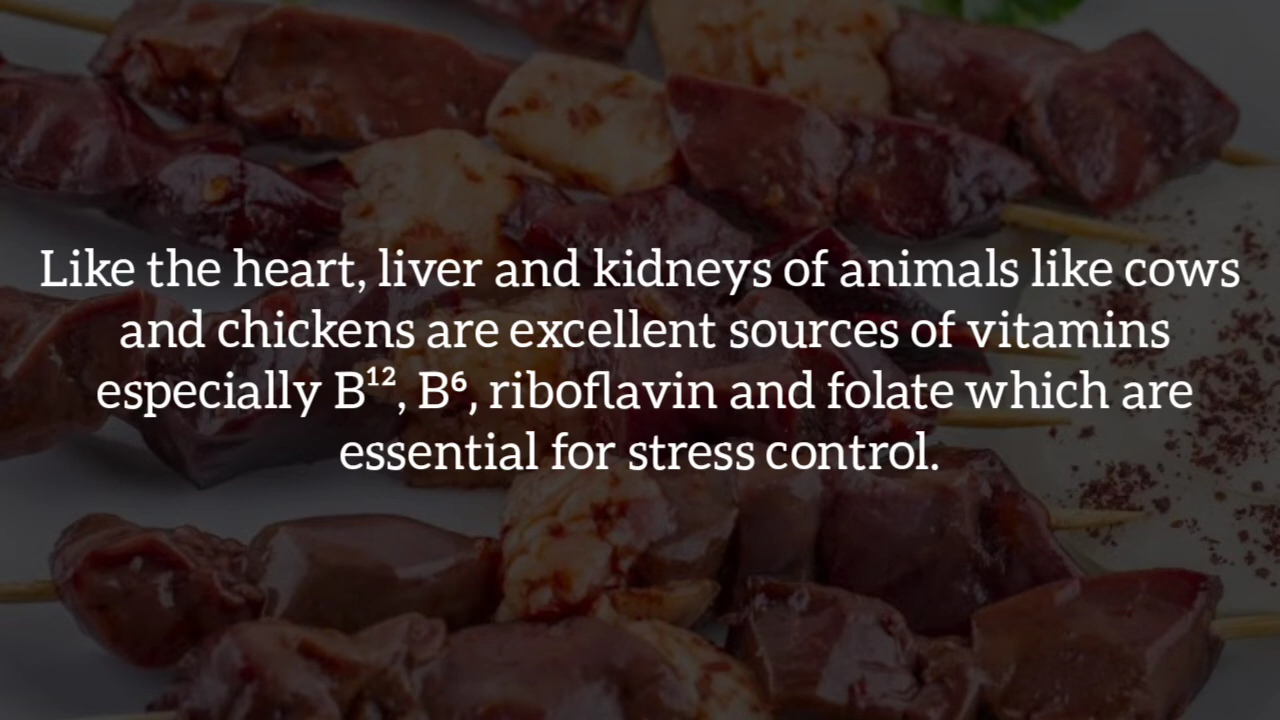 Like the heart, liver and kidneys of animals like cows
and chickens are excellent sources of vitamins
especially B¹², B⁶, riboflavin and folate which are
essential for stress control.